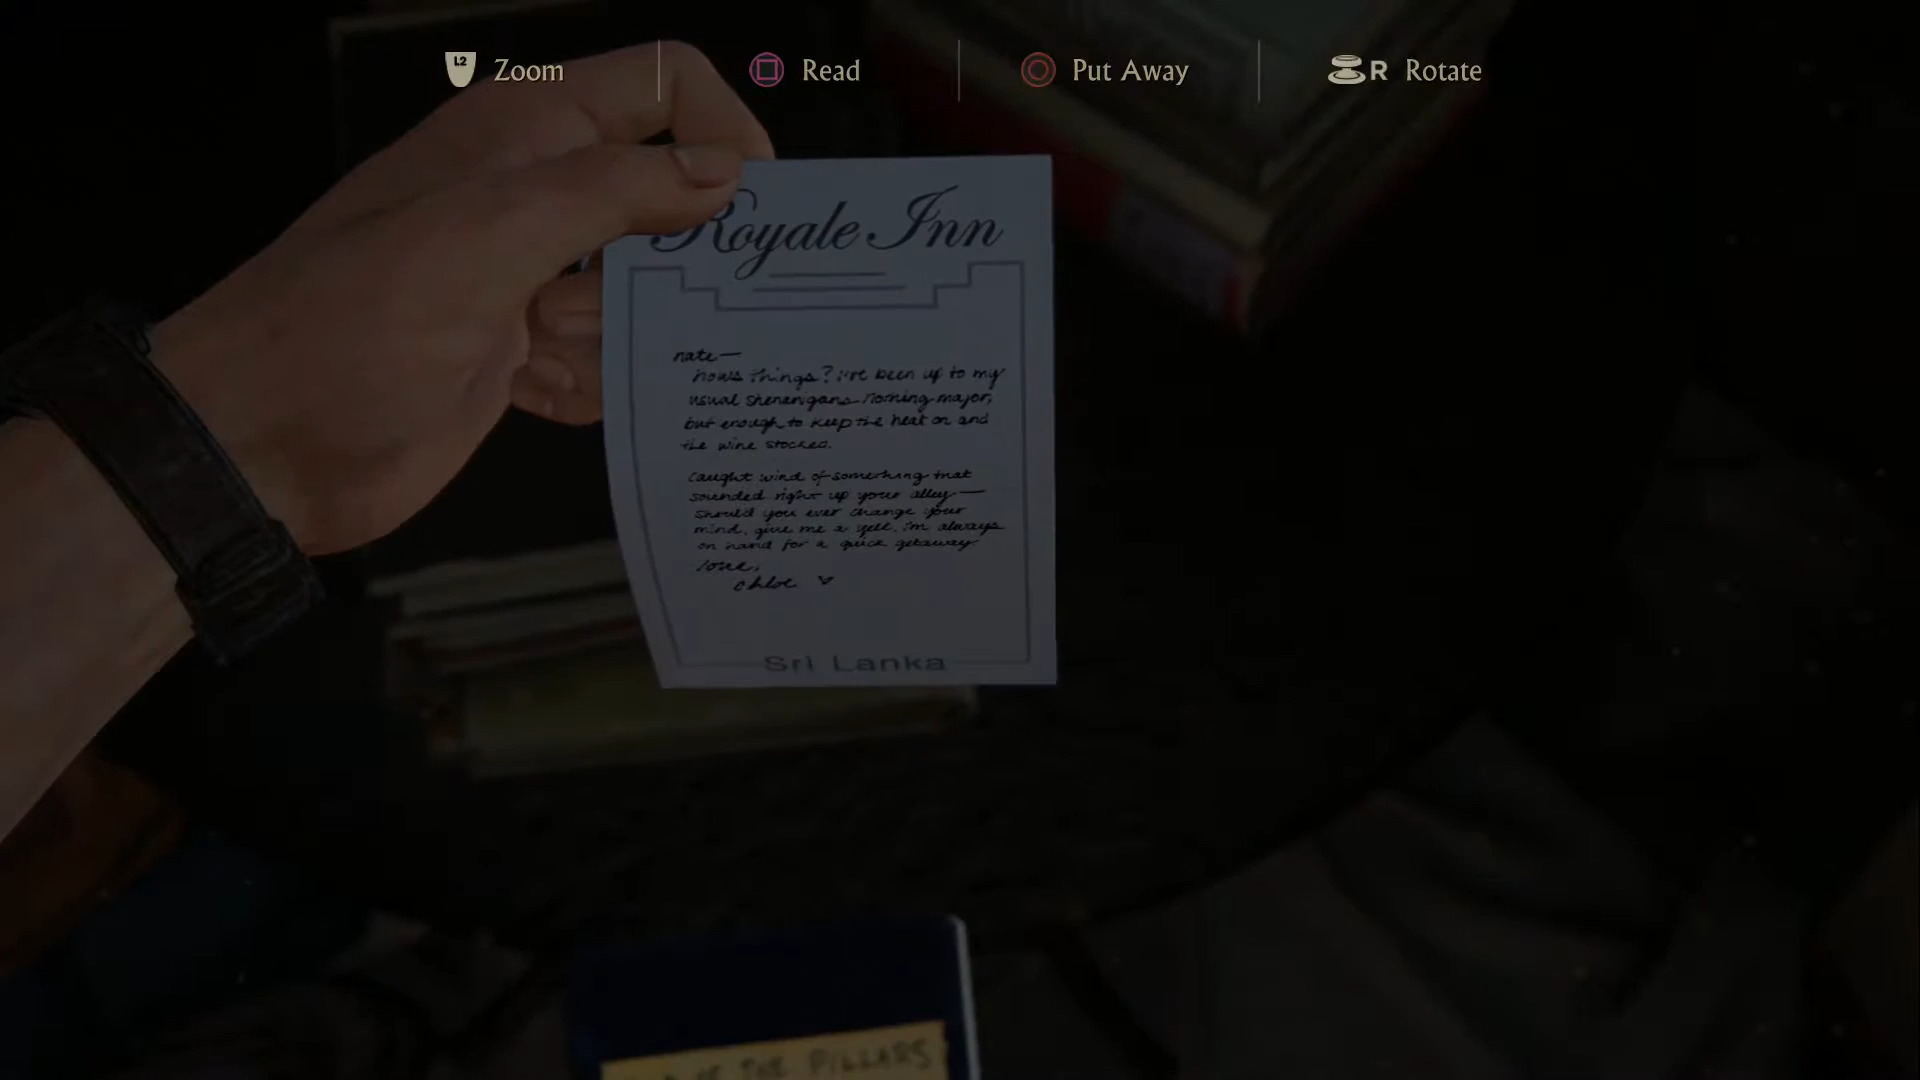 L2 Zoom Read Put Away R Rotate
Royale Inn
nate—
hows things? i've been up to my
usual shenanigans. nothing major,
but enough to keep the heat on and
the wine stocked.
Caught wind of something that
sounded right up your alley—
should you ever change your
mind, give me a yell. i'm always
on hand for a quick getaway.
love,
chloe
Sri Lanka
OF THE PILLARS